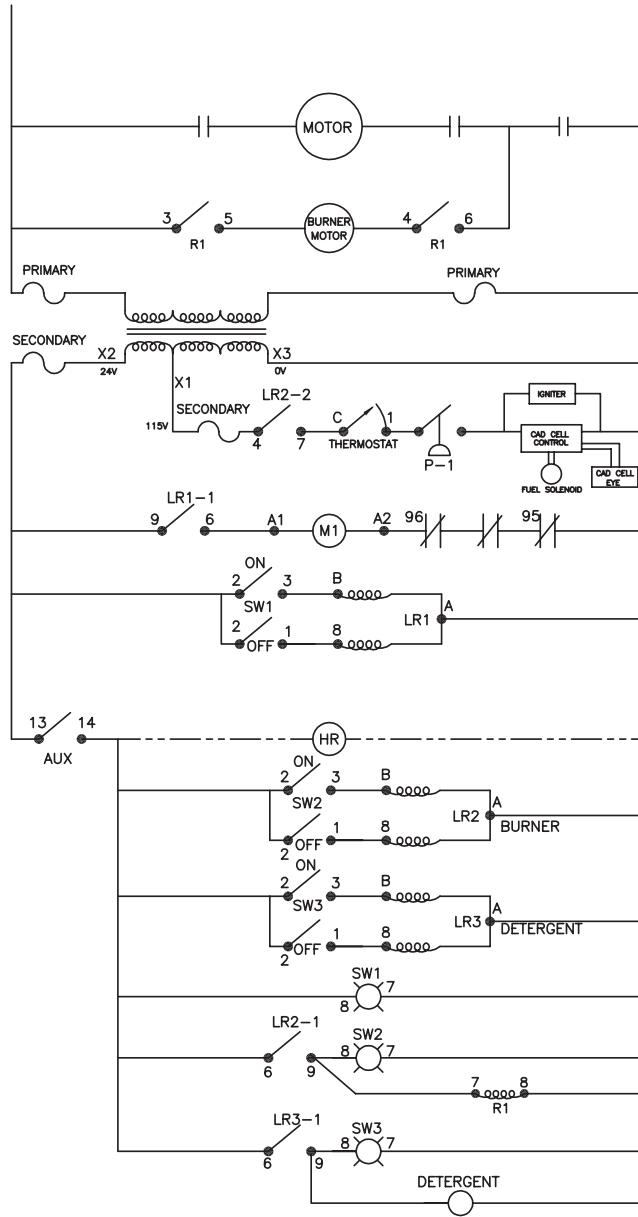 MOTOR
3 5 BURNER MOTOR 4 6
R1 R1
PRIMARY PRIMARY
SECONDARY
X2 X3
24V 0V
X1
LR2-2
SECONDARY C 1 IGNITER
115V 4 7 THERMOSTAT CAD CELL CONTROL
P-1
FUEL SOLENOID CAD CELL EYE
LR1-1
9 6 A1 M1 A2 96 95
ON
2 3 B
SW1
LR1 A
2 1 8
OFF
13 14
HR
AUX
ON
2 3 B
SW2
LR2 A
BURNER
1 8
2 OFF
ON
2 3 B
SW3
LR3 A
DETERGENT
1 8
2 OFF
SW1
8 7
LR2-1 SW2
8 7
6 9
7 8
R1
LR3-1 SW3
8 7
6 9
DETERGENT